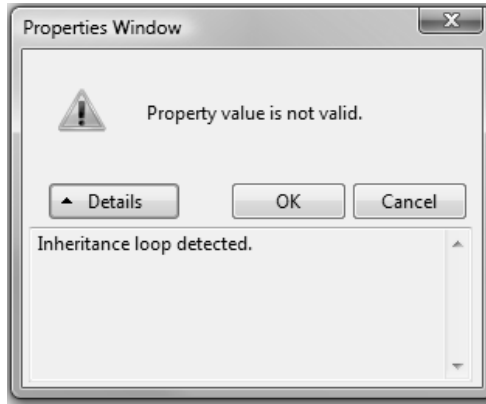 Properties Window
Property value is not valid.
Details
OK
Cancel
Inheritance loop detected.